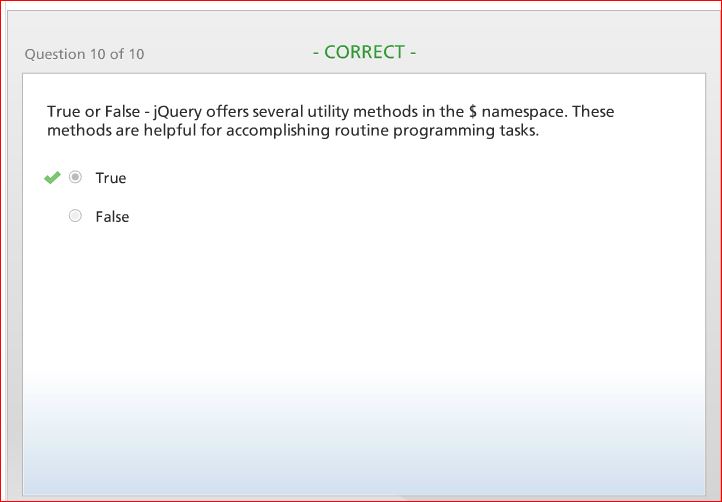 Question 10 of 10
- CORRECT -
True or False - jQuery offers several utility methods in the $ namespace. These
methods are helpful for accomplishing routine programming tasks.
True
False